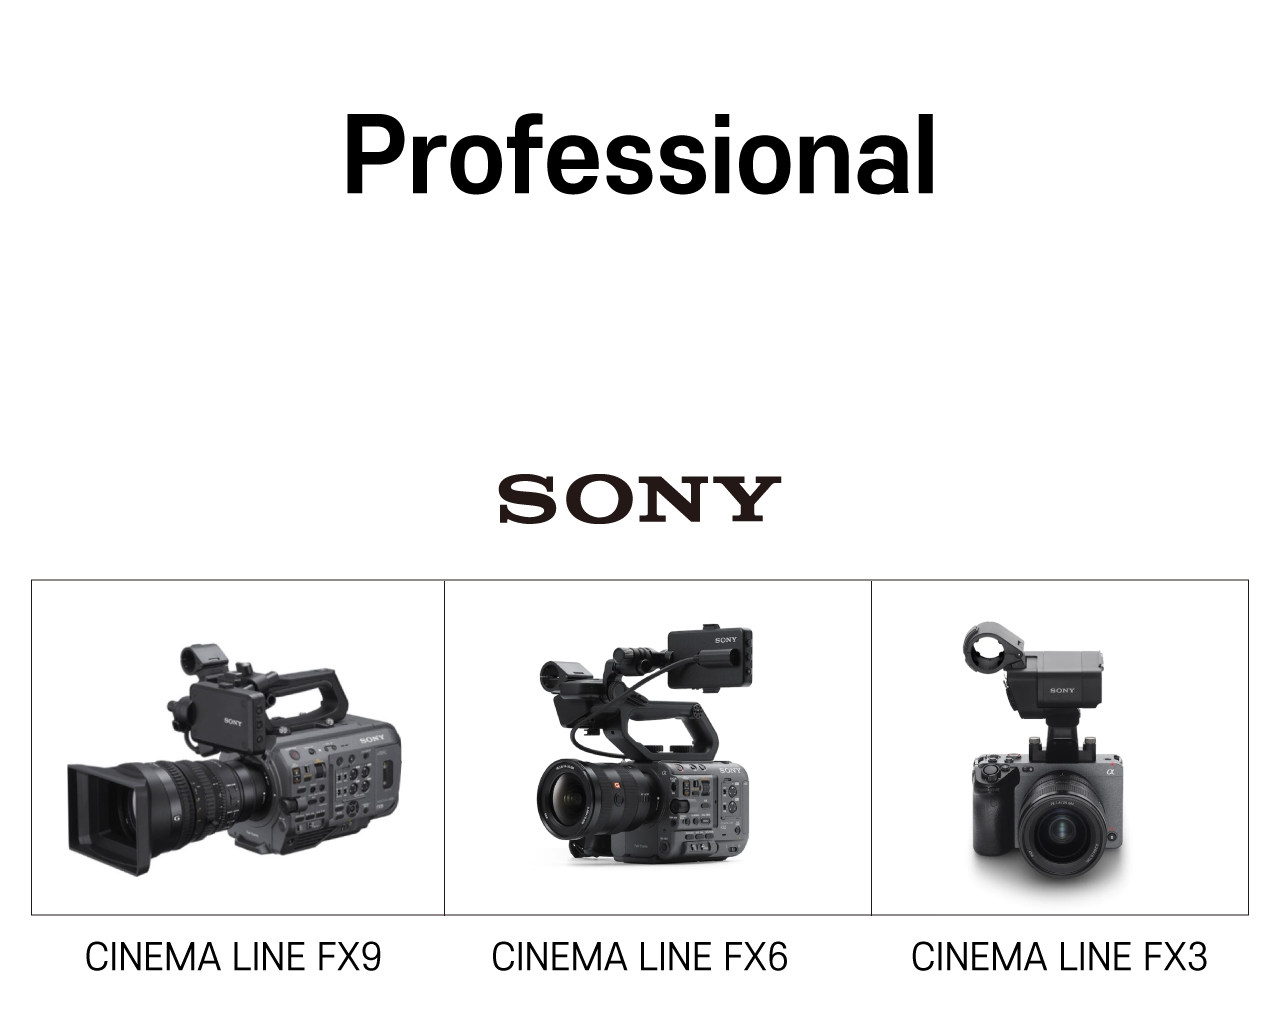 Professional
SONY
SONY
SONY
SONY
SONY
SONY
α
CINEMA LINE FX9
CINEMA LINE FX6
CINEMA LINE FX3